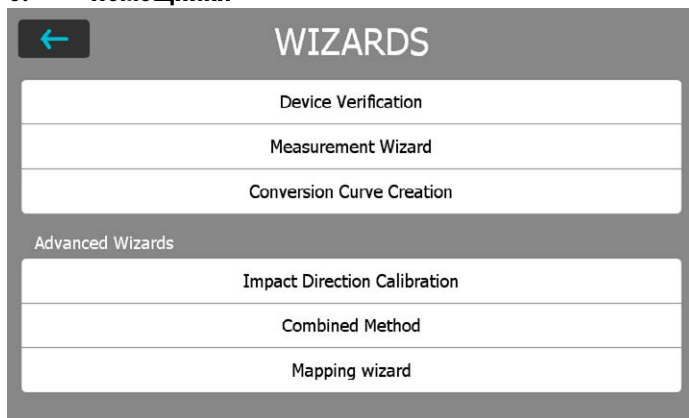 WIZARDS
Device Verification
Measurement Wizard
Conversion Curve Creation
Advanced Wizards
Impact Direction Calibration
Combined Method
Mapping wizard